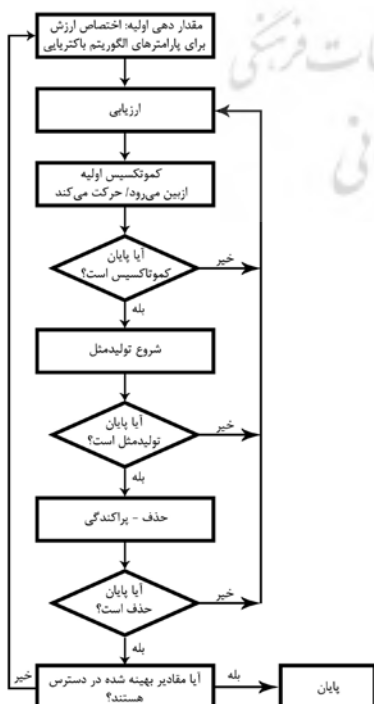 مقدار دهی اولیه: اختصاص ارزش
برای پارامترهای الگوریتم باکتریایی
ارزیابی
کموتکسیس اولیه
ازبین می‌رود/ حرکت می‌کند
آیا پایان
کموتاکسیس است؟
خیر
بله
شروع تولیدمثل
آیا پایان
تولیدمثل است؟
خیر
بله
حذف - پراکندگی
آیا پایان
حذف است؟
خیر
بله
آیا مقادیر بهینه شده در دسترس
هستند؟
خیر
بله
پایان